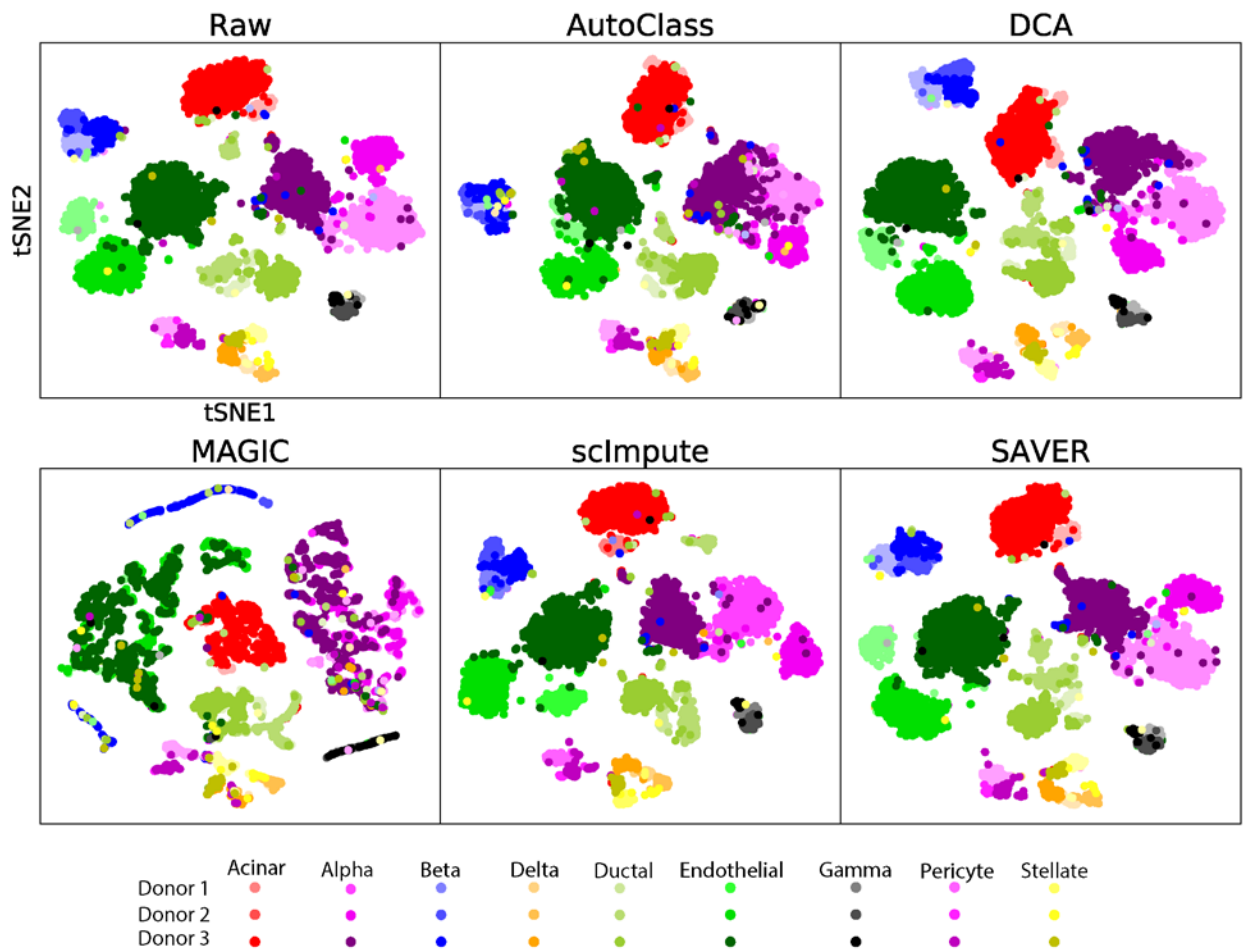 Raw AutoClass DCA
tSNE2
tSNE1
MAGIC scImpute SAVER
Acinar Alpha Beta Delta Ductal Endothelial Gamma Pericyte Stellate
Donor 1
Donor 2
Donor 3